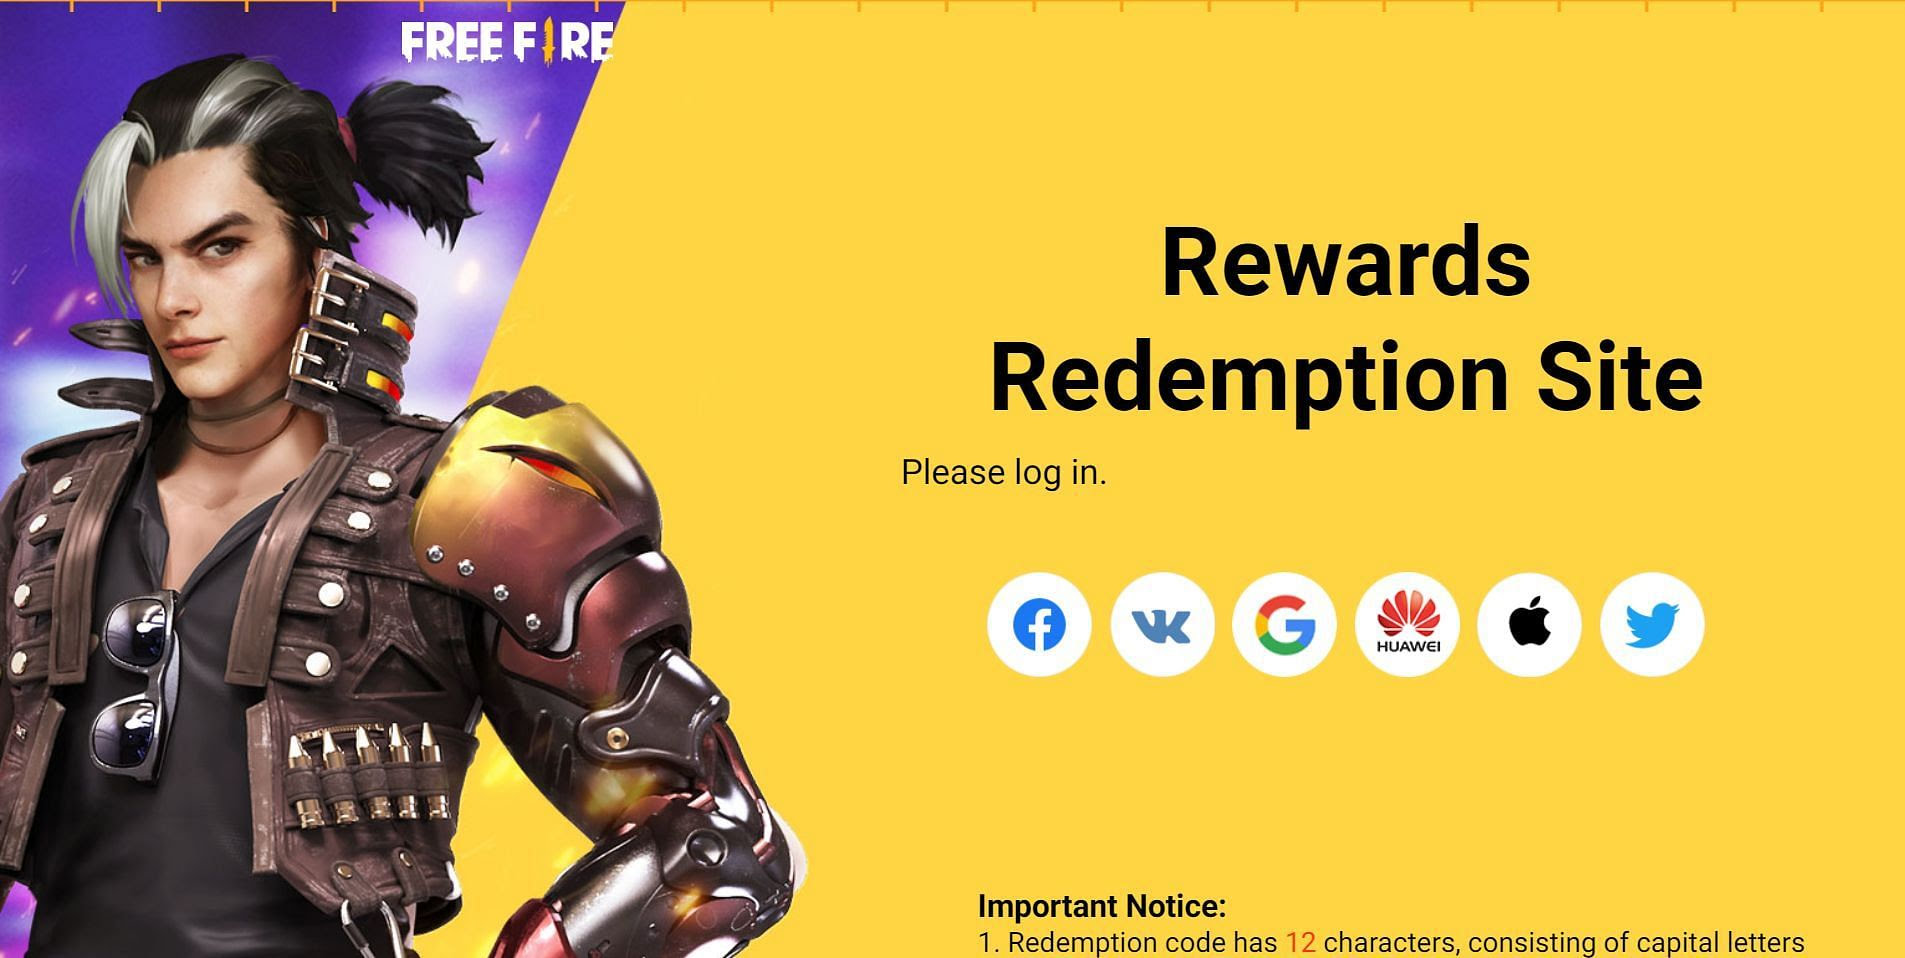 FREE FIRE
Rewards
Redemption Site
Please log in.
HUAWEI
Important Notice:
1. Redemption code has 12 characters, consisting of capital letters